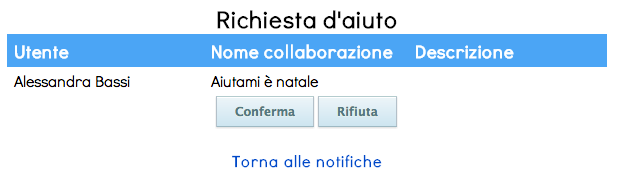 Richiesta d'aiuto
Utente Nome collaborazione Descrizione
Alessandra Bassi Aiutami è natale
Conferma Rifiuta
Torna alle notifiche